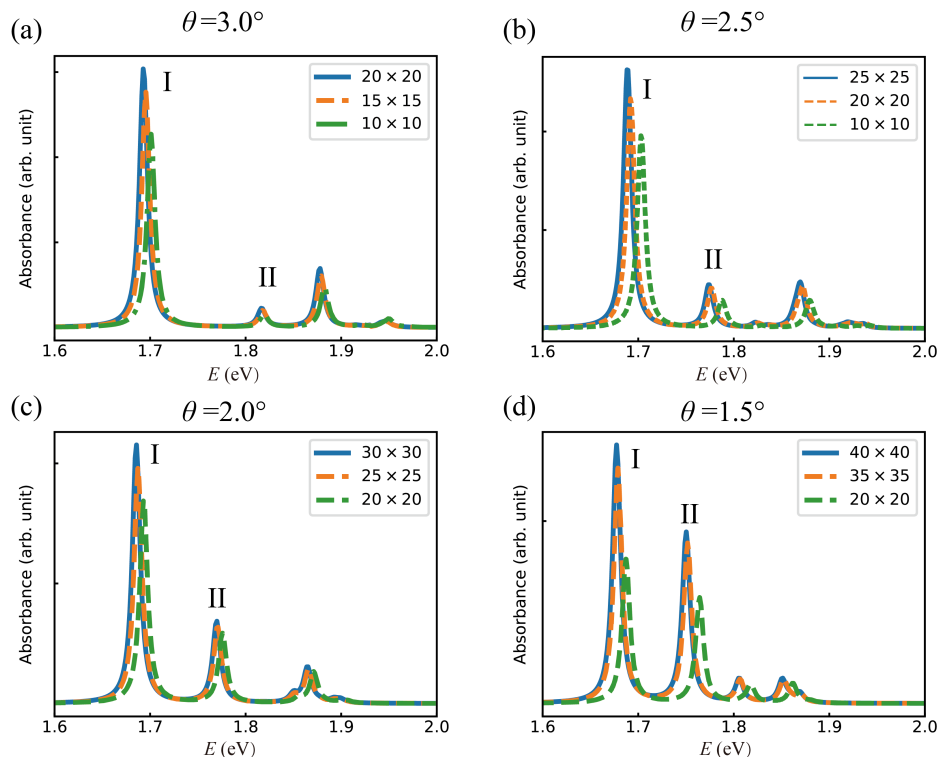 (a)
θ=3.0°
I
II
20 × 20
15 × 15
10 × 10
Absorbance (arb. unit)
1.6 1.7 1.8 1.9 2.0
E (eV)
(b)
θ=2.5°
I
II
25 × 25
20 × 20
10 × 10
Absorbance (arb. unit)
1.6 1.7 1.8 1.9 2.0
E (eV)
(c)
θ=2.0°
I
II
30 × 30
25 × 25
20 × 20
Absorbance (arb. unit)
1.6 1.7 1.8 1.9 2.0
E (eV)
(d)
θ=1.5°
I
II
40 × 40
35 × 35
20 × 20
Absorbance (arb. unit)
1.6 1.7 1.8 1.9 2.0
E (eV)